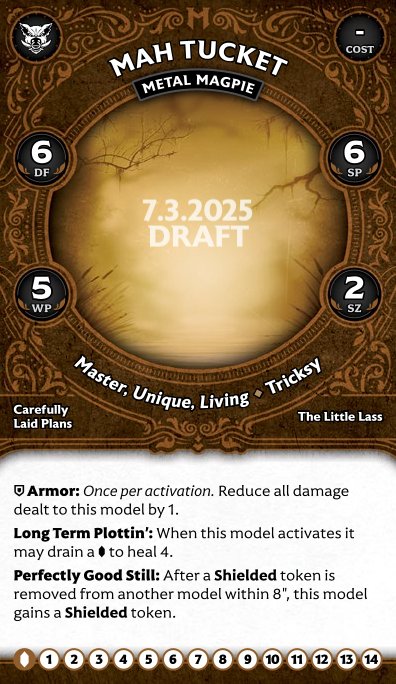 MAH TUCKET
METAL MAGPIE
-
COST
6
DF
6
SP
7.3.2025
DRAFT
5
WP
2
SZ
Master, Unique, Living ◆ Tricksy
Carefully
Laid Plans
The Little Lass
Armor: Once per activation. Reduce all damage
dealt to this model by 1.
Long Term Plottin': When this model activates it
may drain a to heal 4.
Perfectly Good Still: After a Shielded token is
removed from another model within 8", this model
gains a Shielded token.
1 2 3 4 5 6 7 8 9 10 11 12 13 14